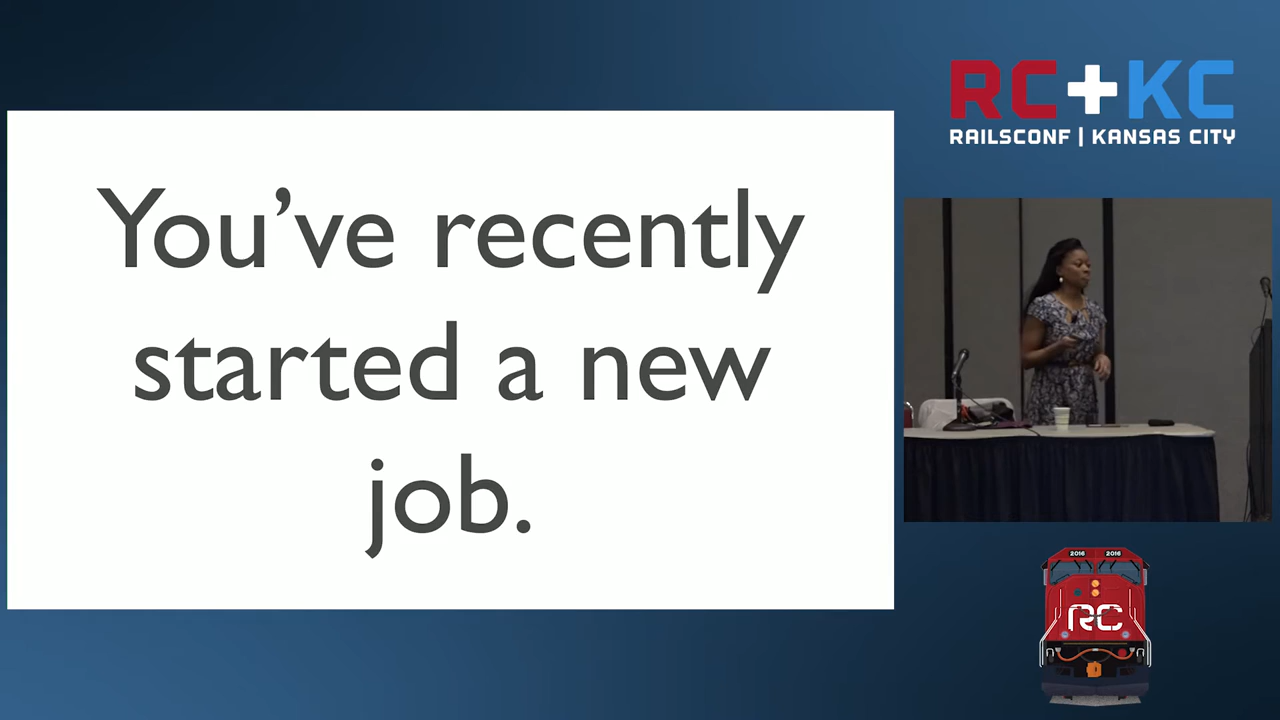 You've recently
started a new
job.
RC+KC
RAILSCONF | KANSAS CITY
2016 2016
RC